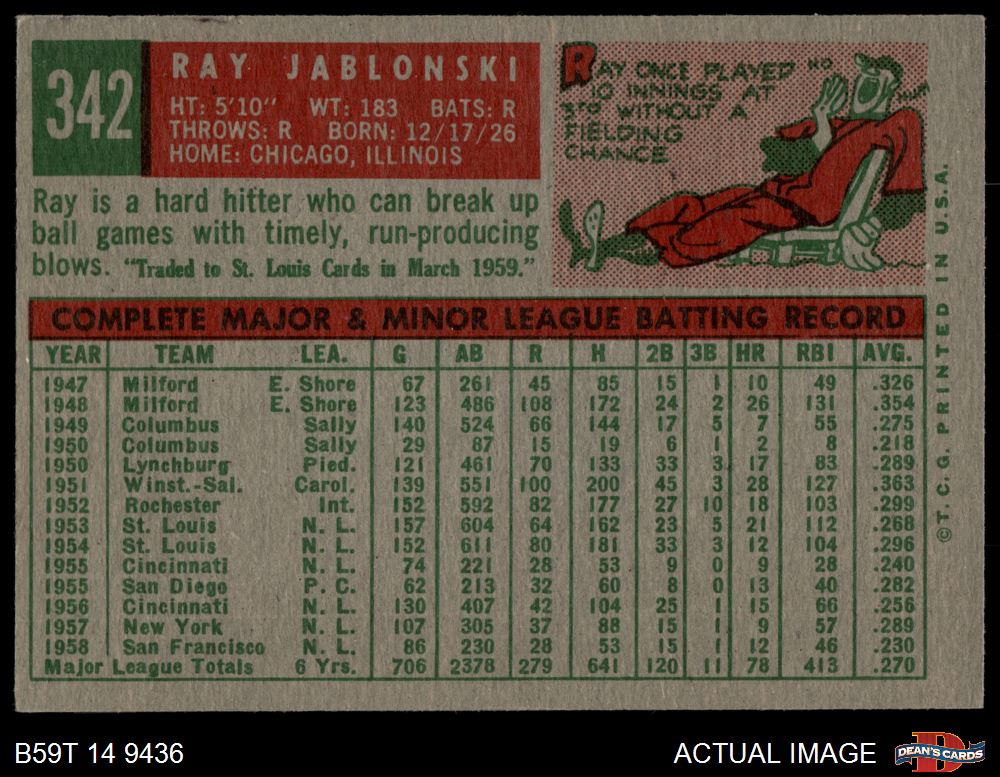 342
RAY JABLONSKI
HT: 5'10" WT: 183 BATS: R
THROWS: R BORN: 12/17/26
HOME: CHICAGO, ILLINOIS
RAY ONCE PLAYED
10 INNINGS AT
3RD WITHOUT A
FIELDING
CHANCE
HO
HUM
Ray is a hard hitter who can break up
ball games with timely, run-producing
blows. "Traded to St. Louis Cards in March 1959."
COMPLETE MAJOR & MINOR LEAGUE BATTING RECORD
YEAR TEAM LEA. G AB R H 2B 3B HR RBI AVG.
1947 Milford E. Shore 67 261 45 85 15 1 10 49 .326
1948 Milford E. Shore 123 486 108 172 24 2 26 131 .354
1949 Columbus Sally 140 524 66 144 17 5 7 55 .275
1950 Columbus Sally 29 87 15 19 6 1 2 8 .218
1950 Lynchburg Pied. 121 461 70 133 33 3 17 83 .289
1951 Winst.-Sal. Carol. 139 551 100 200 45 3 28 127 .363
1952 Rochester Int. 152 592 82 177 27 10 18 103 .299
1953 St. Louis N. L. 157 604 64 162 23 5 21 112 .268
1954 St. Louis N. L. 152 611 80 181 33 3 12 104 .296
1955 Cincinnati N. L. 74 221 28 53 9 0 9 28 .240
1955 San Diego P. C. 62 213 32 60 8 0 13 40 .282
1956 Cincinnati N. L. 130 407 42 104 25 1 15 66 .256
1957 New York N. L. 107 305 37 88 15 1 9 57 .289
1958 San Francisco N. L. 86 230 28 53 15 1 12 46 .230
Major League Totals 6 Yrs. 706 2378 279 641 120 11 78 413 .270
© T. C. G. PRINTED IN U.S.A.
B59T 14 9436
ACTUAL IMAGE
DEAN'S CARDS